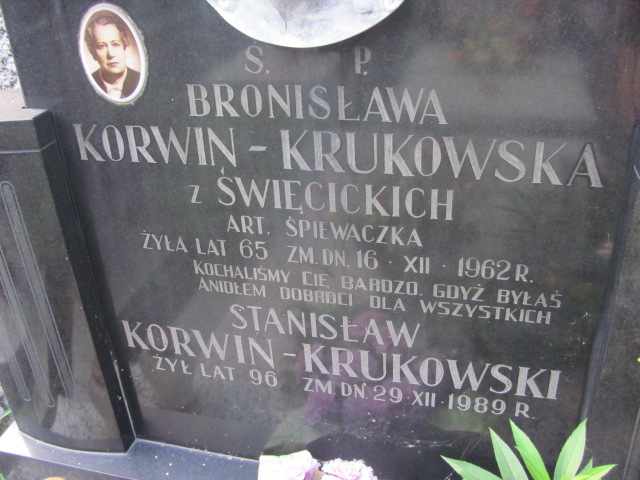 Ś. P.
BRONISŁAWA
KORWIN - KRUKOWSKA
z ŚWIĘCICKICH
ART. ŚPIEWACZKA
ŻYŁA LAT 65 ZM. DN. 16 · XII · 1962 R.
KOCHALIŚMY CIĘ BARDZO, GDYŻ BYŁAŚ
ANIOŁEM DOBROCI DLA WSZYSTKICH
STANISŁAW
KORWIN - KRUKOWSKI
ŻYŁ LAT 96 ZM. DN. 29 · XII · 1989 R.